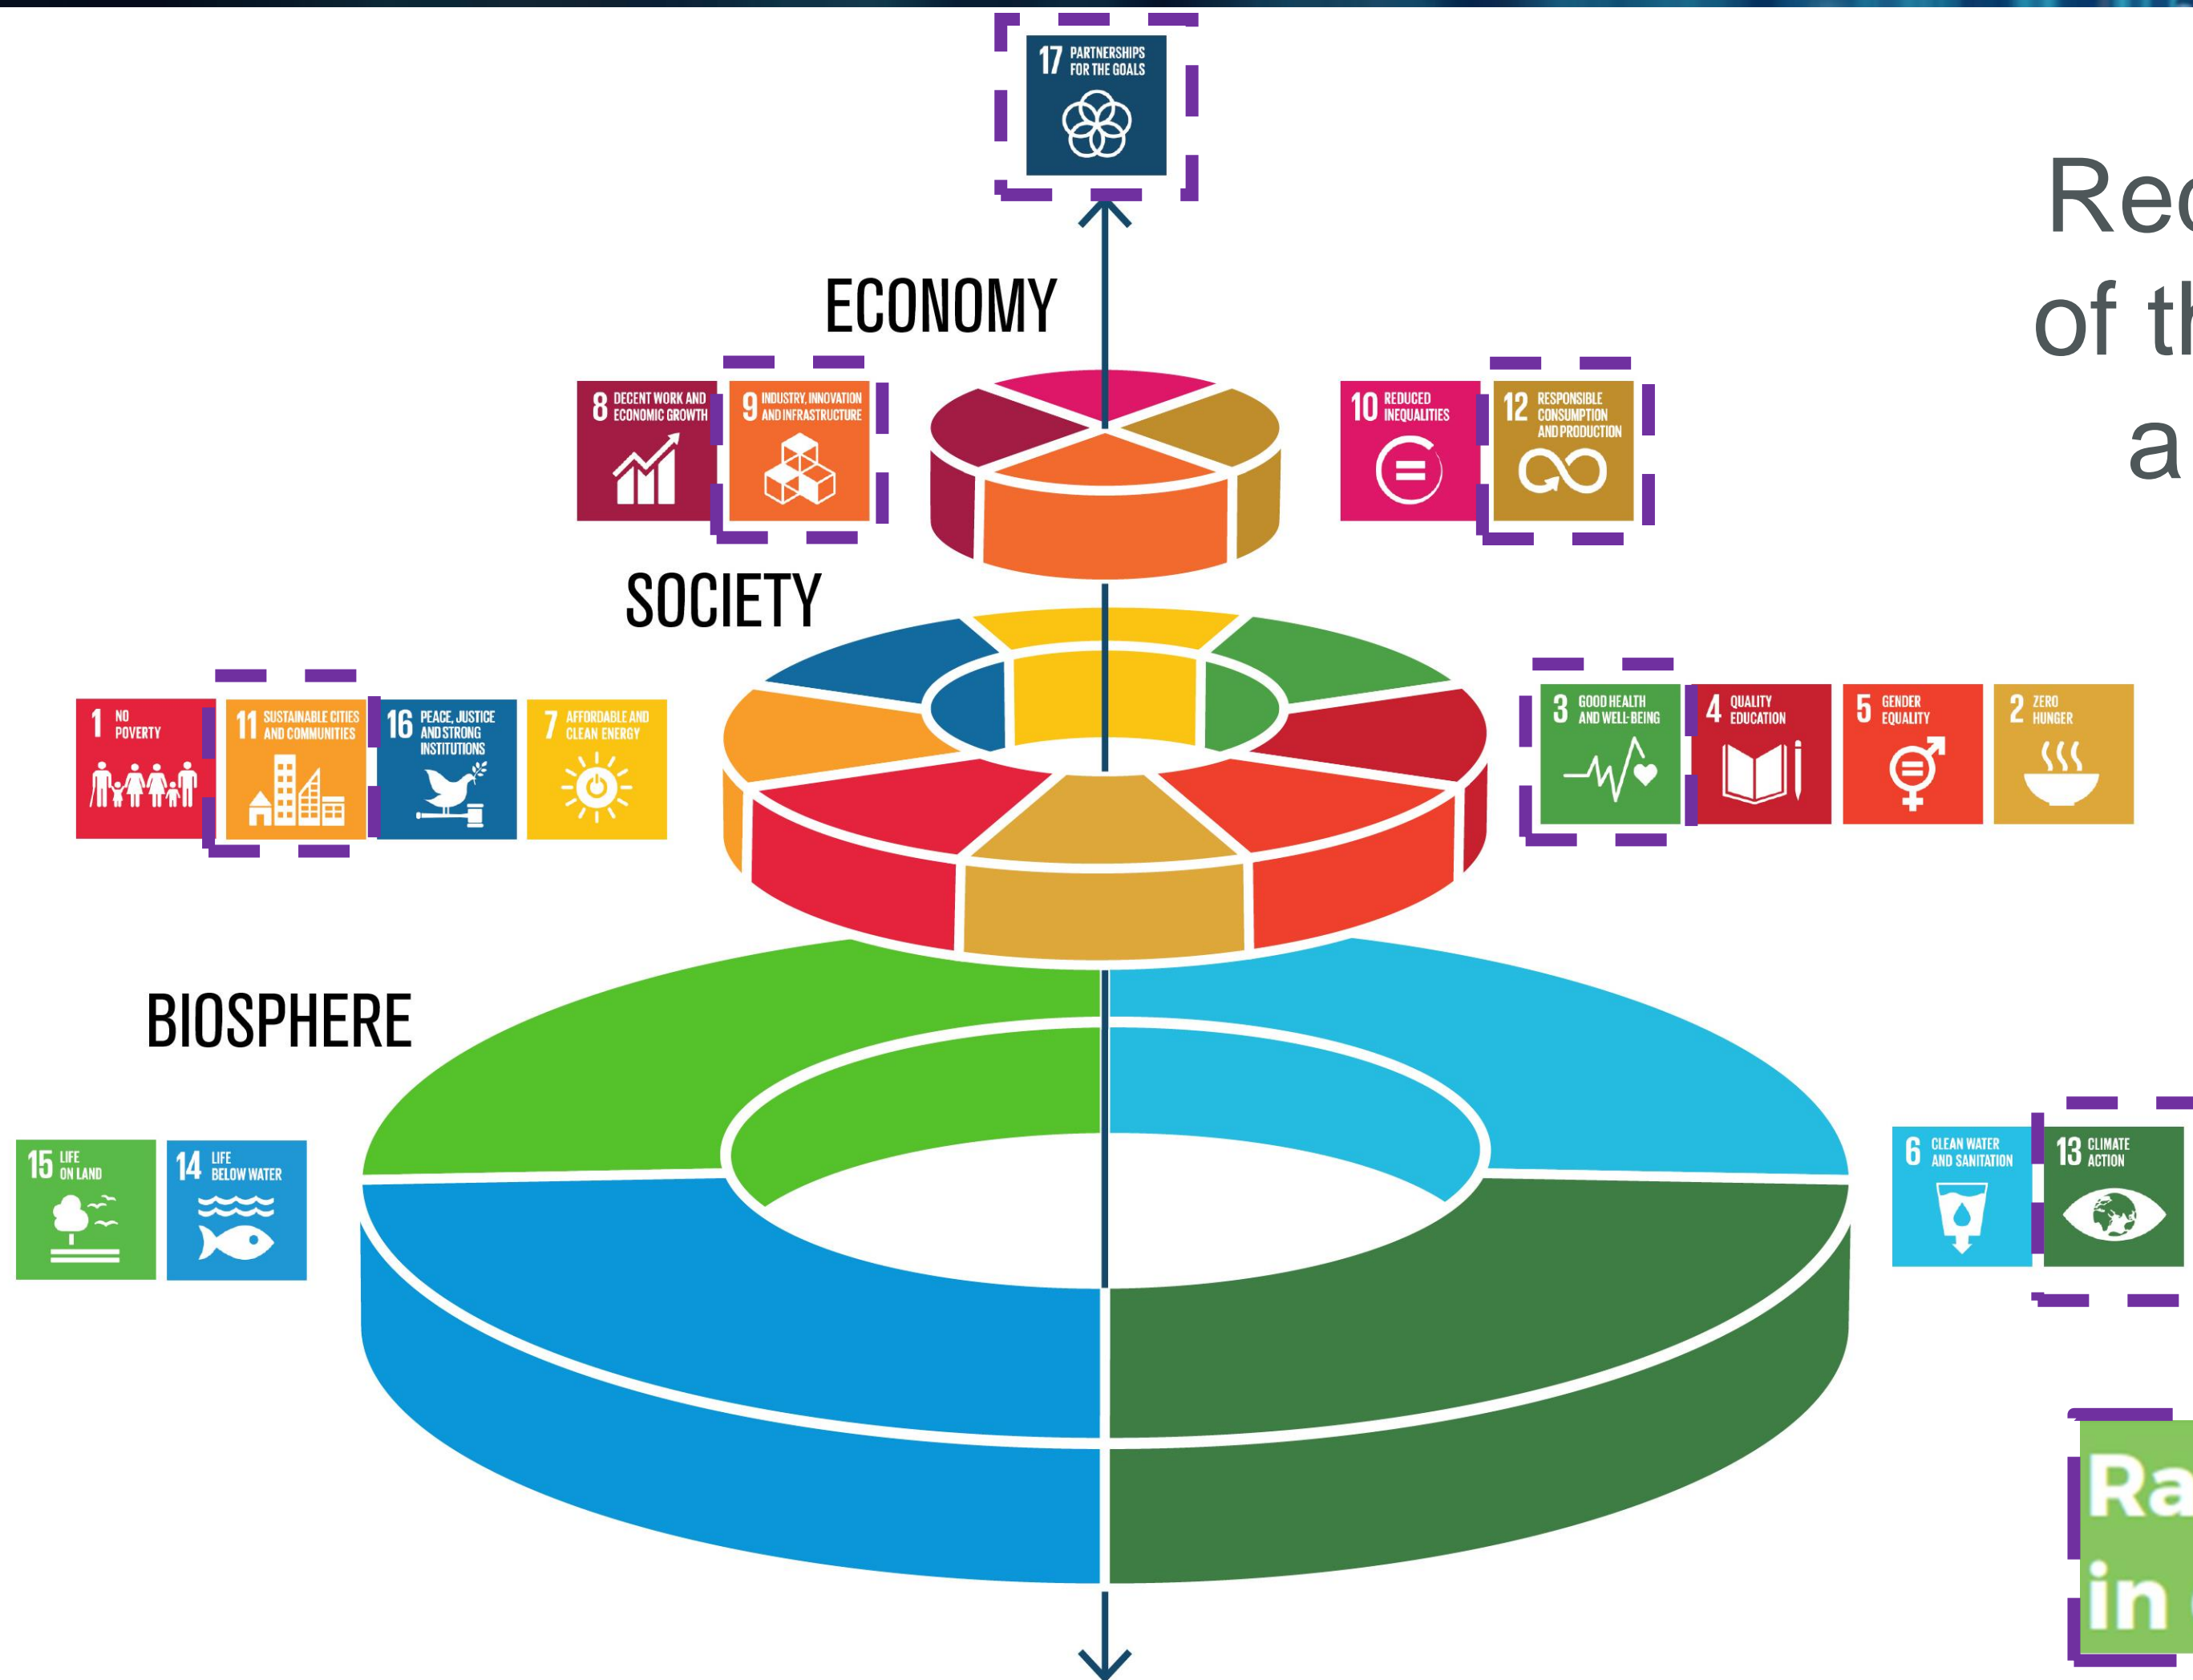 17 PARTNERSHIPS
FOR THE GOALS
of
a
ECONOMY
8 DECENT WORK AND
ECONOMIC GROWTH
9 INDUSTRY, INNOVATION
AND INFRASTRUCTURE
10 REDUCED
INEQUALITIES
12 RESPONSIBLE
CONSUMPTION
AND PRODUCTION
SOCIETY
1 NO
POVERTY
11 SUSTAINABLE CITIES
AND COMMUNITIES
16 PEACE, JUSTICE
AND STRONG
INSTITUTIONS
7 AFFORDABLE AND
CLEAN ENERGY
3 GOOD HEALTH
AND WELL-BEING
4 QUALITY
EDUCATION
5 GENDER
EQUALITY
2 ZERO
HUNGER
BIOSPHERE
15 LIFE
ON LAND
14 LIFE
BELOW WATER
6 CLEAN WATER
AND SANITATION
13 CLIMATE
ACTION
in